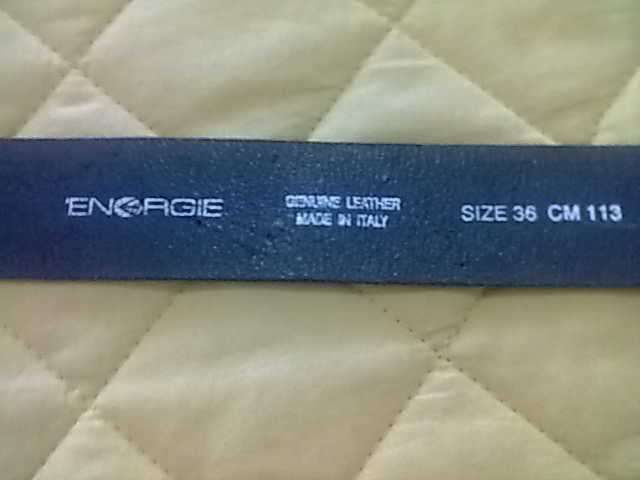 ENERGIE
GENUINE LEATHER
MADE IN ITALY
SIZE 36 CM 113